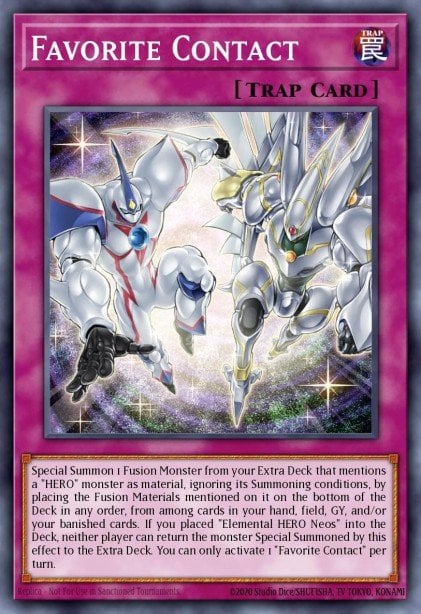 FAVORITE CONTACT
TRAP
罠
[TRAP CARD]
Special Summon 1 Fusion Monster from your Extra Deck that mentions
a "HERO" monster as material, ignoring its Summoning conditions, by
placing the Fusion Materials mentioned on it on the bottom of the
Deck in any order, from among cards in your hand, field, GY, and/or
your banished cards. If you placed "Elemental HERO Neos" into the
Deck, neither player can return the monster Special Summoned by this
effect to the Extra Deck. You can only activate 1 "Favorite Contact" per
turn.
Replica - Not For Use in Sanctioned Tournaments
©2020 Studio Dice/SHUEISHA, TV TOKYO, KONAMI